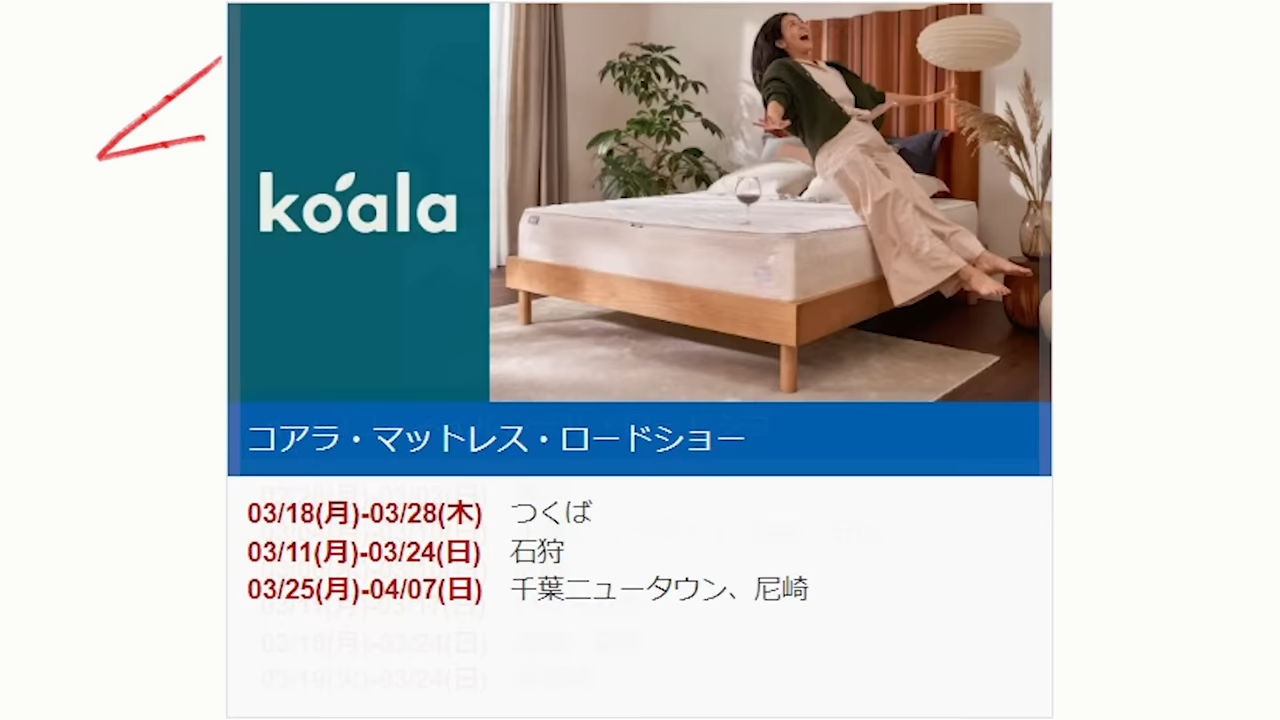 koala
コアラ・マットレス・ロードショー
03/18(月)-03/28(木) つくば
03/11(月)-03/24(日) 石狩
03/25(月)-04/07(日) 千葉ニュータウン、尼崎